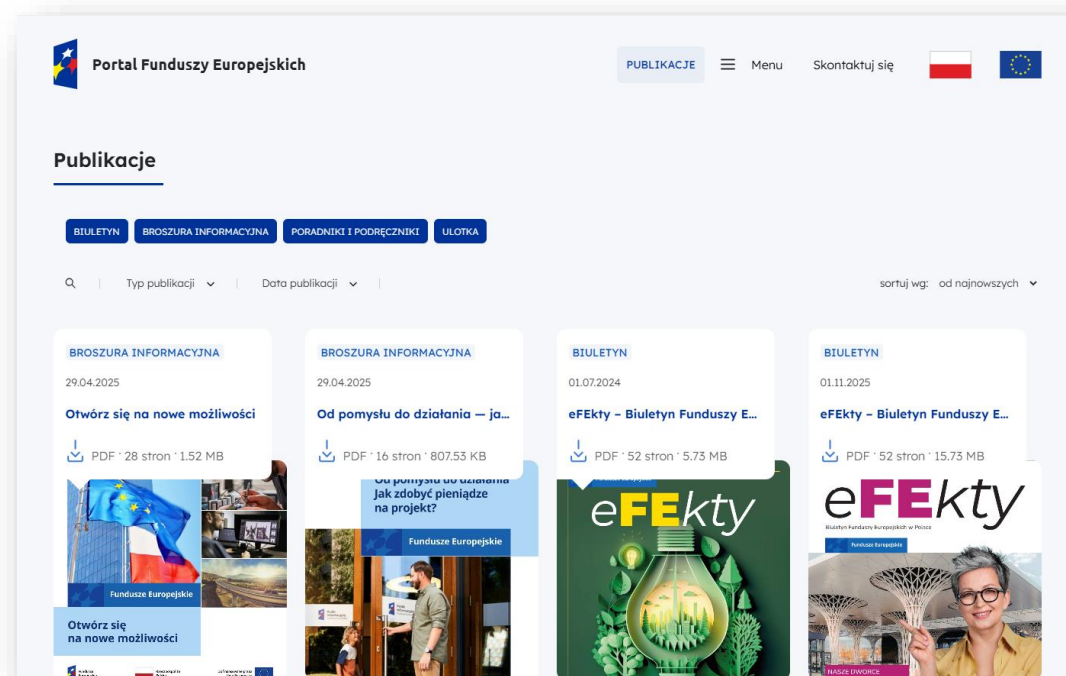 Portal Funduszy Europejskich
PUBLIKACJE
Menu
Skontaktuj się
Publikacje
BIULETYN
BROSZURA INFORMACYJNA
PORADNIKI I PODRĘCZNIKI
ULOTKA
Typ publikacji
Data publikacji
sortuj wg: od najnowszych
BROSZURA INFORMACYJNA
29.04.2025
Otwórz się na nowe możliwości
PDF · 28 stron · 1.52 MB
Fundusze Europejskie
Otwórz się
na nowe możliwości
BROSZURA INFORMACYJNA
29.04.2025
Od pomysłu do działania — ja...
PDF · 16 stron · 807.53 KB
Od pomysłu do działania
Jak zdobyć pieniądze
na projekt?
Fundusze Europejskie
BIULETYN
01.07.2024
eFEkty – Biuletyn Funduszy E...
PDF · 52 stron · 5.73 MB
eFEkty
BIULETYN
01.11.2025
eFEkty – Biuletyn Funduszy E...
PDF · 52 stron · 15.73 MB
eFEkty
Biuletyn Funduszy Europejskich w Polsce
Fundusze Europejskie
NASZE DWORCE